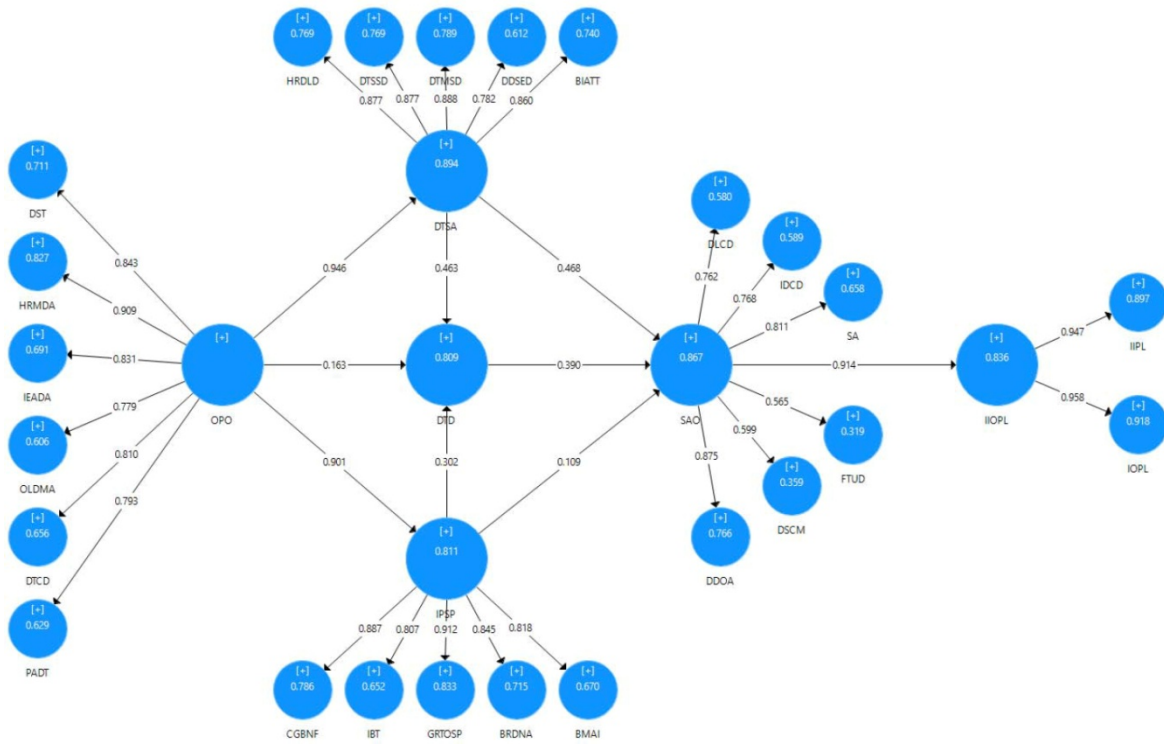 [+] [+] [+] [+] [+]
0.769 0.769 0.789 0.612 0.740
HRDLD DTSSD DTMSD DDSED BIATT
0.877 0.877 0.888 0.782 0.860
[+]
0.894
DTSA
[+]
0.711
DST
[+]
0.827
HRMDA
[+]
0.691
IEADA
[+]
0.606
OLDMA
[+]
0.656
DTCD
[+]
0.629
PADT
0.843
0.909
0.831
0.779
0.810
0.793
[+]
OPO
0.946
0.163
0.901
0.463
[+]
0.809
DTD
0.302
0.468
0.390
0.109
[+]
0.811
IPSP
0.887 0.807 0.912 0.845 0.818
[+] [+] [+] [+] [+]
0.786 0.652 0.833 0.715 0.670
CGBNF IBT GRTOSP BRDNA BMAI
[+]
0.580
DLCD
[+]
0.589
IDCD
[+]
0.658
SA
0.762
0.768
0.811
[+]
0.867
SAO
0.914
0.565
0.599
0.875
[+]
0.319
FTUD
[+]
0.359
DSCM
[+]
0.766
DDOA
[+]
0.836
IIOPL
0.947
0.958
[+]
0.897
IIPL
[+]
0.918
IOPL